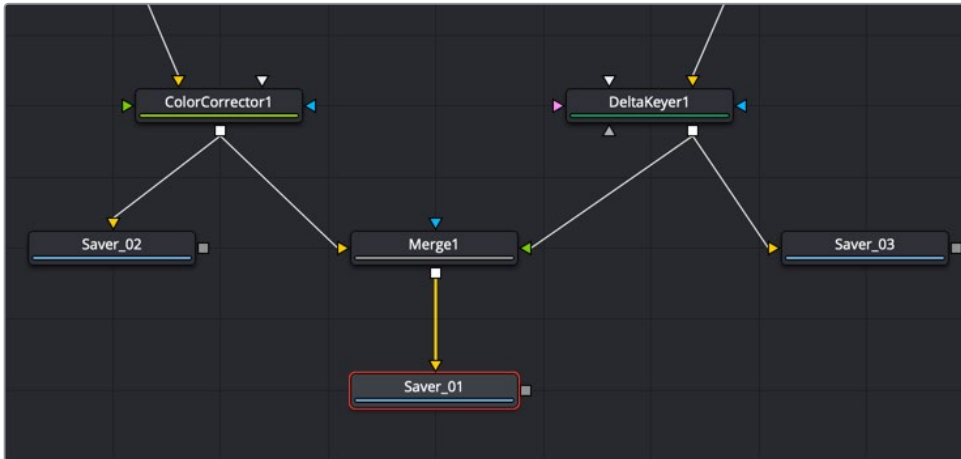 ColorCorrector1
DeltaKeyer1
Saver_02
Merge1
Saver_03
Saver_01